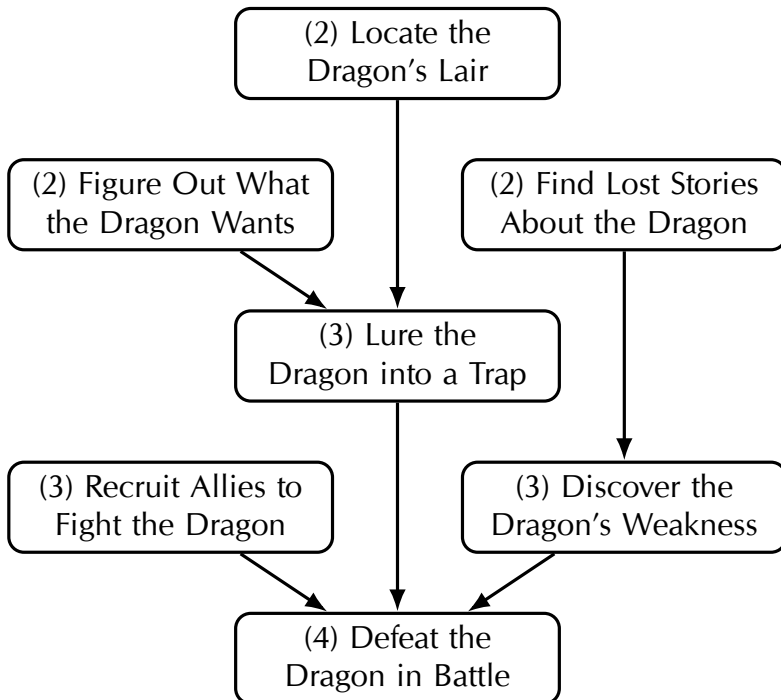 (2) Locate the
Dragon’s Lair
(2) Figure Out What
the Dragon Wants
(2) Find Lost Stories
About the Dragon
(3) Lure the
Dragon into a Trap
(3) Recruit Allies to
Fight the Dragon
(3) Discover the
Dragon’s Weakness
(4) Defeat the
Dragon in Battle